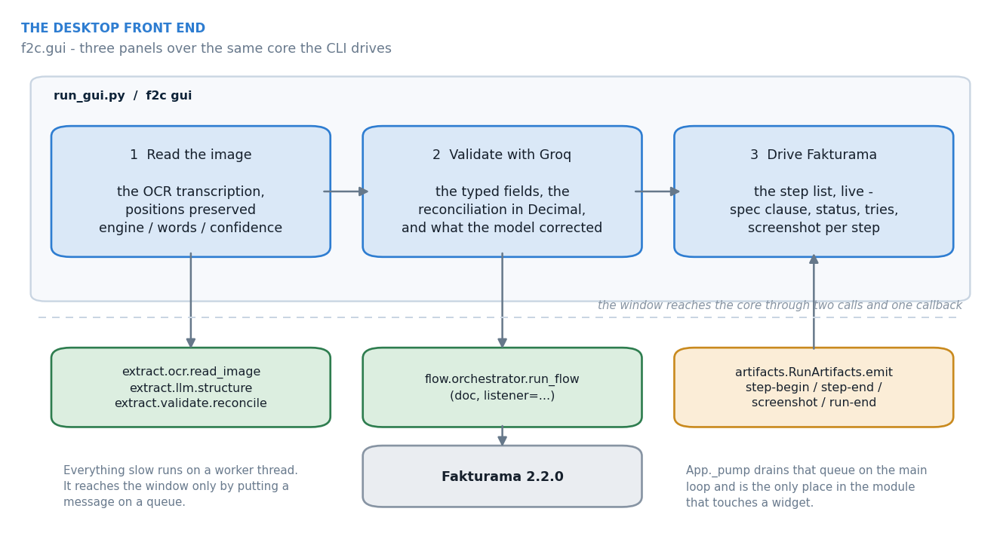 THE DESKTOP FRONT END
f2c.gui - three panels over the same core the CLI drives
run_gui.py / f2c gui
1 Read the image
the OCR transcription,
positions preserved
engine / words / confidence
2 Validate with Groq
the typed fields, the
reconciliation in Decimal,
and what the model corrected
3 Drive Fakturama
the step list, live -
spec clause, status, tries,
screenshot per step
the window reaches the core through two calls and one callback
extract.ocr.read_image
extract.llm.structure
extract.validate.reconcile
flow.orchestrator.run_flow
(doc, listener=...)
artifacts.RunArtifacts.emit
step-begin / step-end /
screenshot / run-end
Fakturama 2.2.0
Everything slow runs on a worker thread.
It reaches the window only by putting a
message on a queue.
App._pump drains that queue on the main
loop and is the only place in the module
that touches a widget.